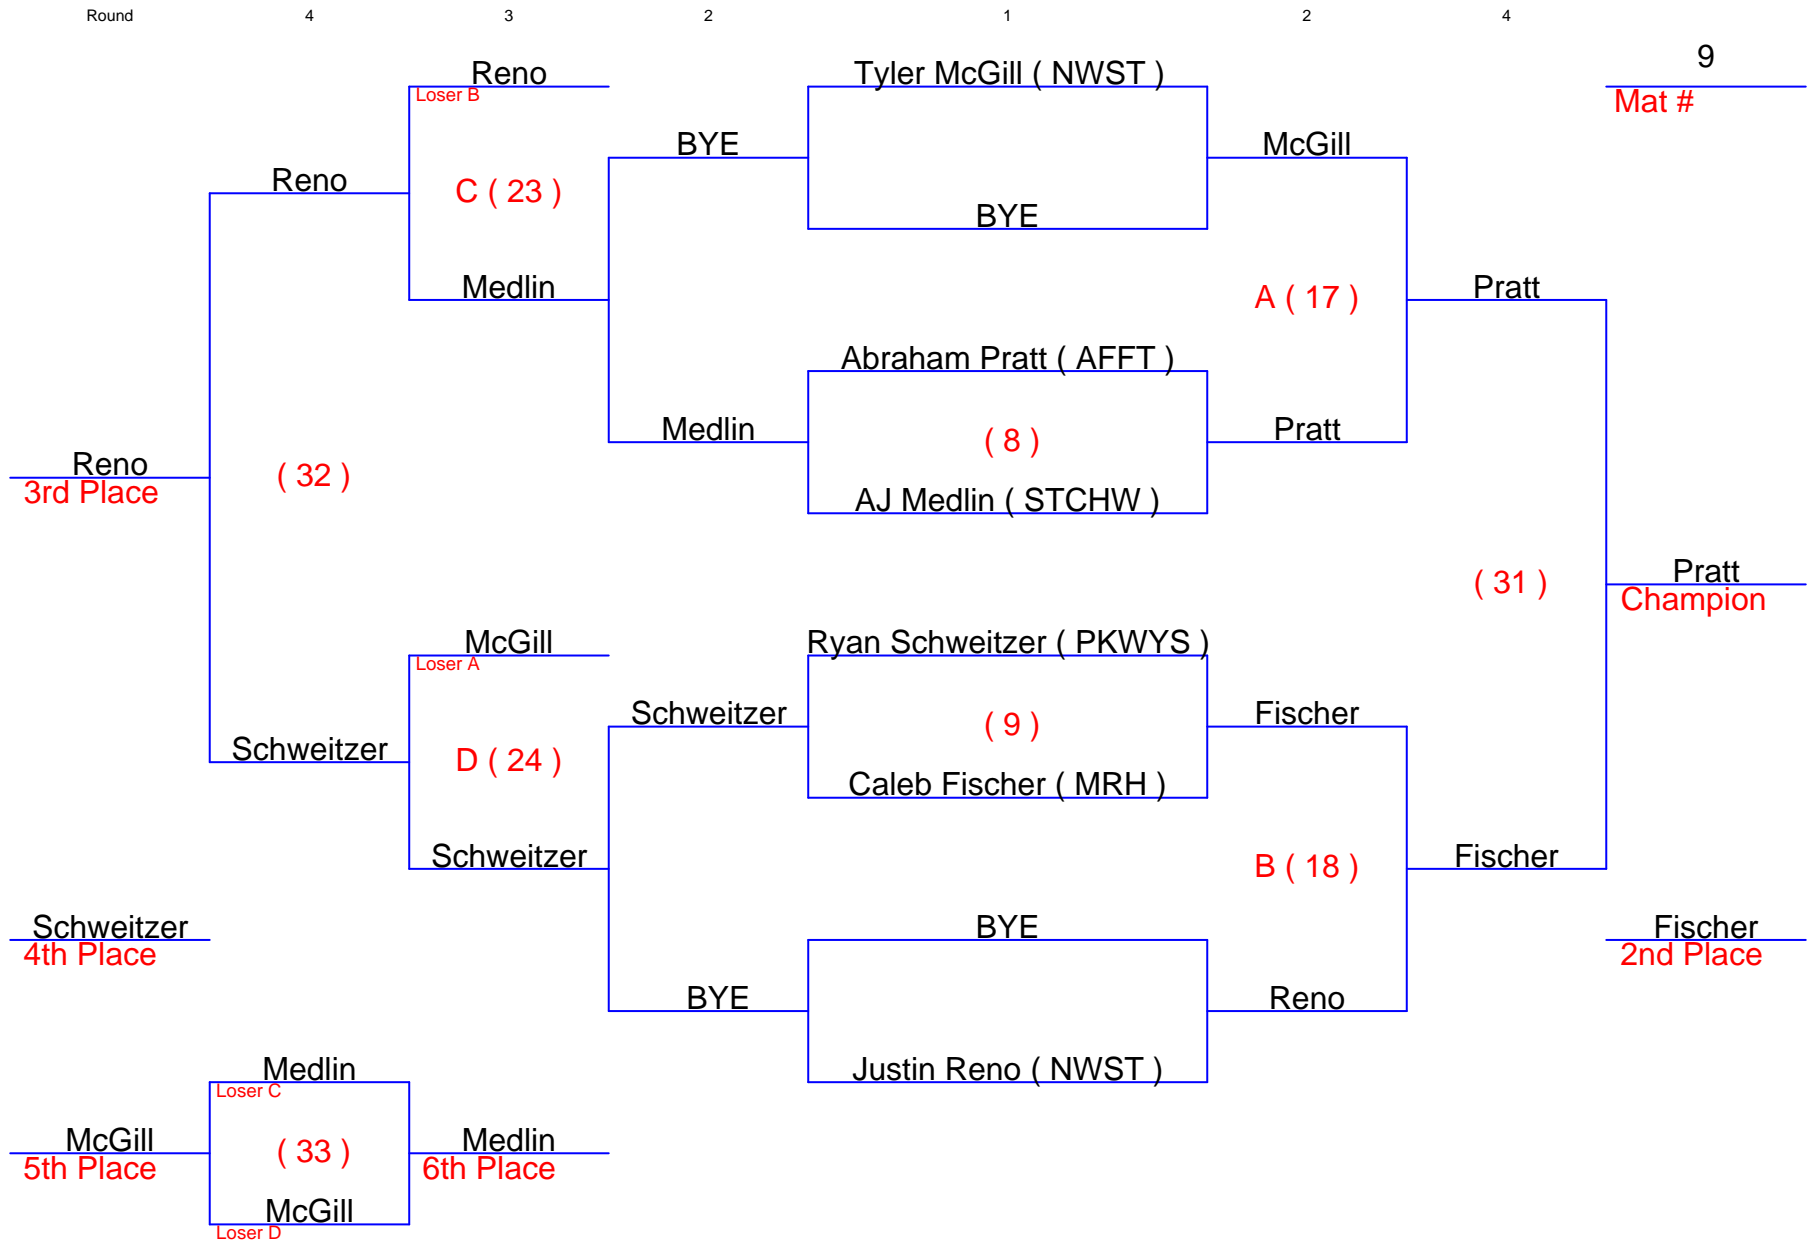 Round 4 3 2 1 2 4
Reno Tyler McGill ( NWST ) 9
Loser B Mat #
BYE McGill
Reno C ( 23 )
BYE
Medlin A ( 17 ) Pratt
Abraham Pratt ( AFFT )
Medlin ( 8 ) Pratt
Reno ( 32 )
3rd Place AJ Medlin ( STCHW )
( 31 ) Pratt
Champion
McGill Ryan Schweitzer ( PKWYS )
Loser A
Schweitzer ( 9 ) Fischer
Schweitzer D ( 24 )
Caleb Fischer ( MRH )
Schweitzer B ( 18 ) Fischer
Schweitzer BYE Fischer
4th Place 2nd Place
BYE Reno
Medlin Justin Reno ( NWST )
Loser C
McGill ( 33 ) Medlin
5th Place 6th Place
McGill
Loser D